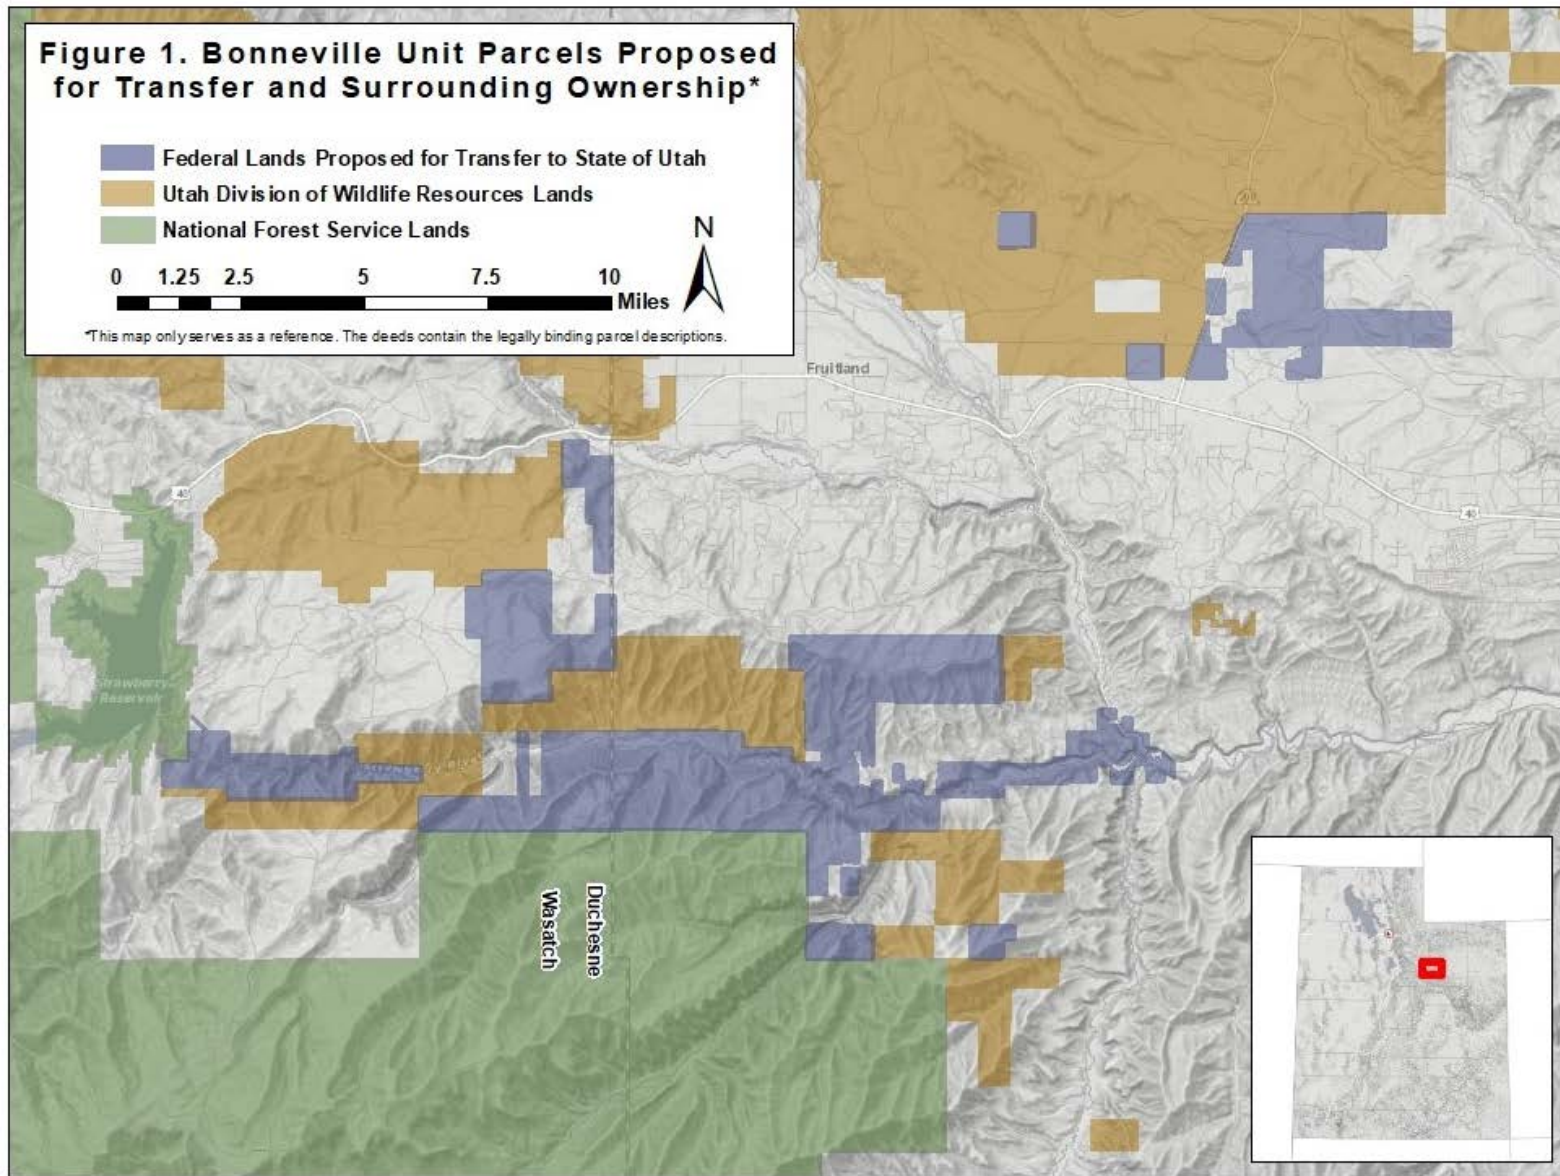 Figure 1. Bonneville Unit Parcels Proposed
for Transfer and Surrounding Ownership*
Federal Lands Proposed for Transfer to State of Utah
Utah Division of Wildlife Resources Lands
National Forest Service Lands
N
0 1.25 2.5 5 7.5 10
Miles
*This map only serves as a reference. The deeds contain the legally binding parcel descriptions.
Fruitland
40
40
Strawberry
Reservoir
Duchesne
Wasatch